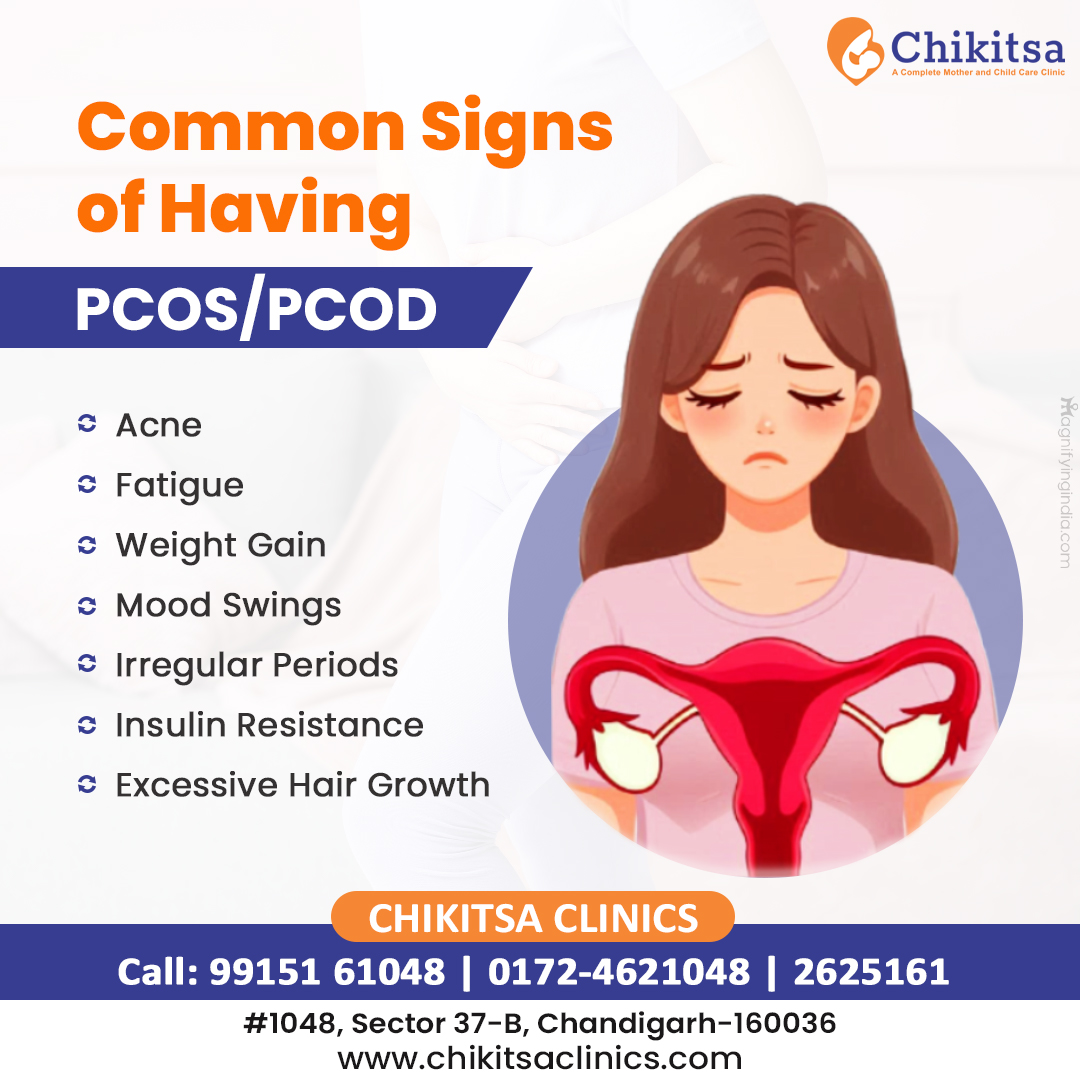 Chikitsa
A Complete Mother and Child Care Clinic
Common Signs
of Having
PCOS/PCOD
Acne
Fatigue
Weight Gain
Mood Swings
Irregular Periods
Insulin Resistance
Excessive Hair Growth
Magnifyingindia.com
CHIKITSA CLINICS
Call: 99151 61048 | 0172-4621048 | 2625161
#1048, Sector 37-B, Chandigarh-160036
www.chikitsaclinics.com